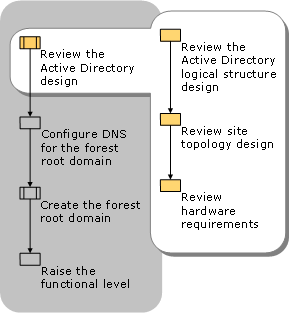 Review the
Active Directory
design
Configure DNS
for the forest
root domain
Create the forest
root domain
Raise the
functional level
Review the
Active Directory
logical structure
design
Review site
topology design
Review
hardware
requirements